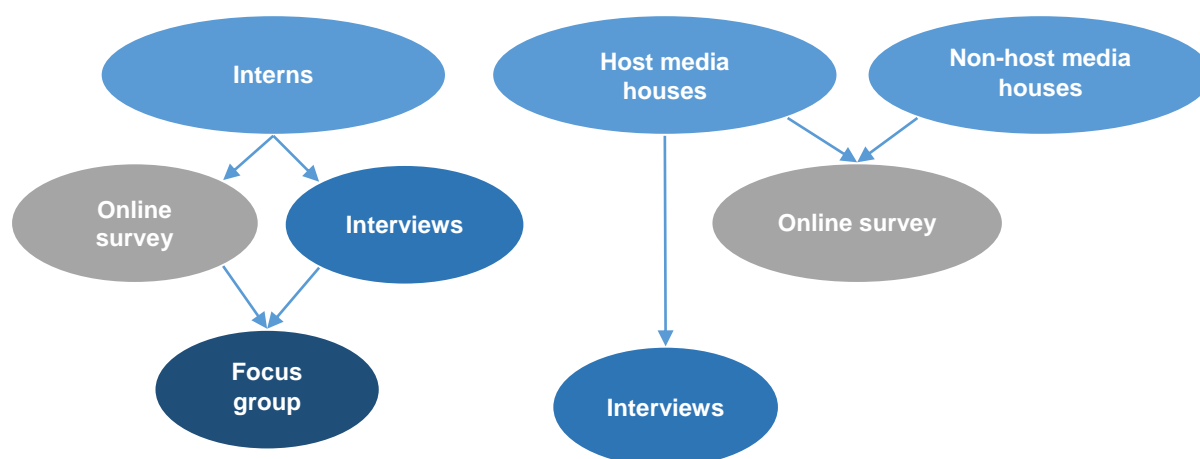 Interns
Host media
houses
Non-host media
houses
Online
survey
Interviews
Online survey
Focus
group
Interviews